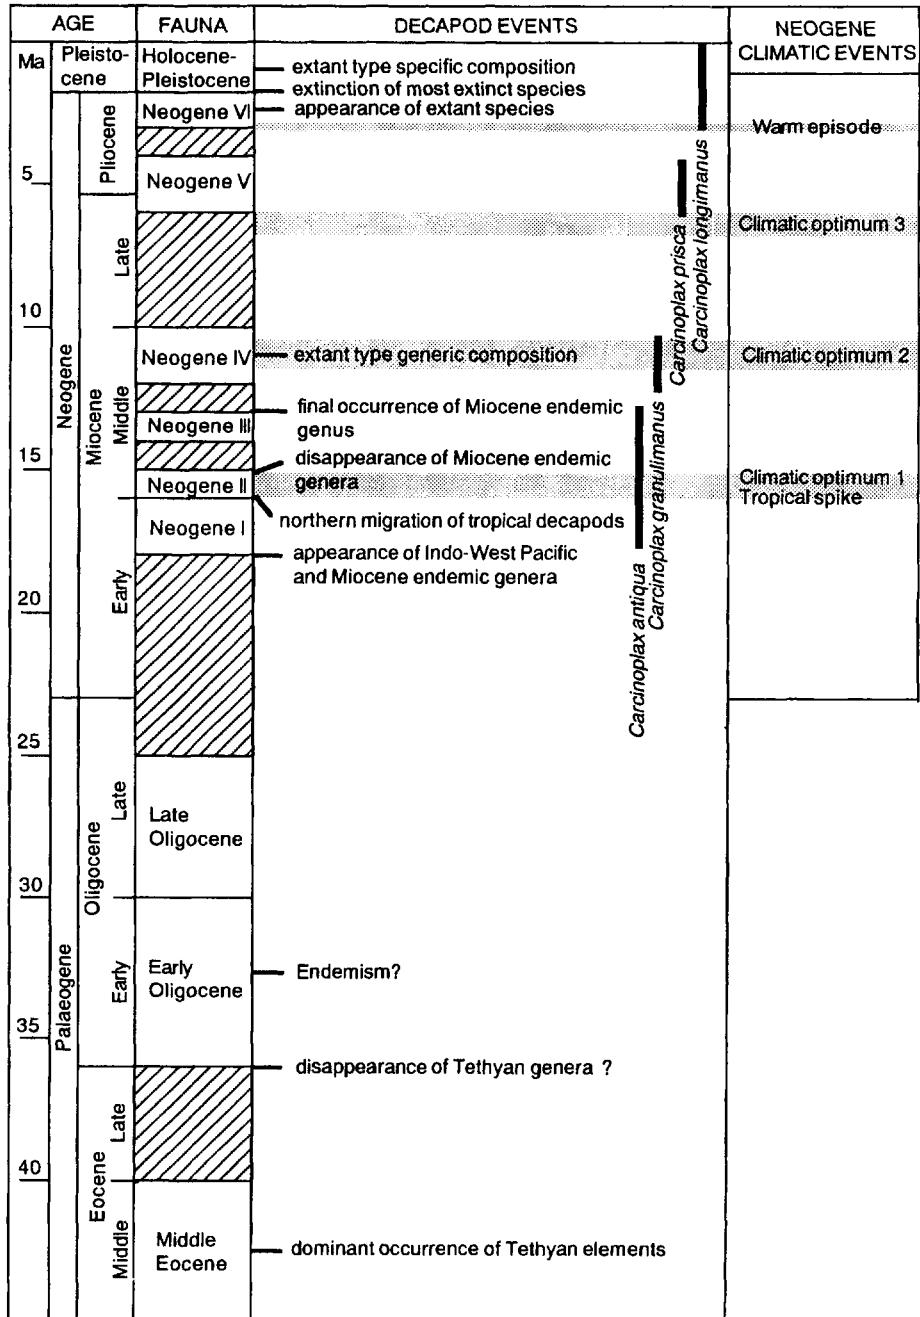 AGE
FAUNA
DECAPOD EVENTS
NEOGENE
CLIMATIC EVENTS
Ma
Pleisto-
cene
Holocene-
Pleistocene
extant type specific composition
extinction of most extinct species
Neogene VI
appearance of extant species
Warm episode
Pliocene
5
Neogene V
Climatic optimum 3
Late
10
Neogene IV
extant type generic composition
Climatic optimum 2
Neogene
Miocene
Middle
final occurrence of Miocene endemic
genus
Neogene III
disappearance of Miocene endemic
genera
15
Neogene II
Climatic optimum 1
Tropical spike
northern migration of tropical decapods
Neogene I
appearance of Indo-West Pacific
and Miocene endemic genera
Early
20
Carcinoplax antiqua
Carcinoplax granulimanus
Carcinoplax prisca
Carcinoplax longimanus
25
Late
Late
Oligocene
Oligocene
30
Palaeogene
Early
Early
Oligocene
Endemism?
35
disappearance of Tethyan genera ?
Late
40
Eocene
Middle
Middle
Eocene
dominant occurrence of Tethyan elements